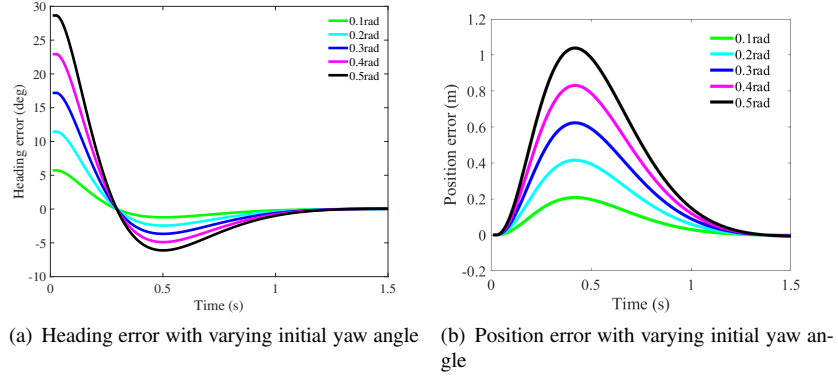 30
25
20
15
10
5
0
-5
-10
Heading error (deg)
0.1rad
0.2rad
0.3rad
0.4rad
0.5rad
0 0.5 1 1.5
Time (s)
(a) Heading error with varying initial yaw angle
1.2
1
0.8
0.6
0.4
0.2
0
-0.2
Position error (m)
0.1rad
0.2rad
0.3rad
0.4rad
0.5rad
0 0.5 1 1.5
Time (s)
(b) Position error with varying initial yaw an-
gle